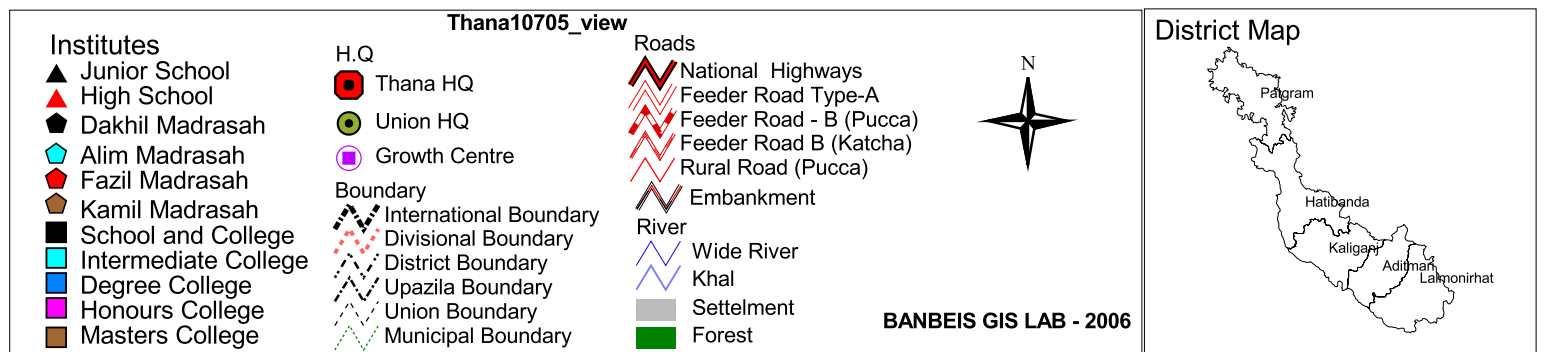 Thana10705_view
Institutes
Junior School
High School
Dakhil Madrasah
Alim Madrasah
Fazil Madrasah
Kamil Madrasah
School and College
Intermediate College
Degree College
Honours College
Masters College
H.Q
Thana HQ
Union HQ
Growth Centre
Boundary
International Boundary
Divisional Boundary
District Boundary
Upazila Boundary
Union Boundary
Municipal Boundary
Roads
National Highways
Feeder Road Type-A
Feeder Road - B (Pucca)
Feeder Road B (Katcha)
Rural Road (Pucca)
Embankment
River
Wide River
Khal
Settelment
Forest
N
BANBEIS GIS LAB - 2006
District Map
Patgram
Hatibanda
Kaliganj
Aditmari
Lalmonirhat